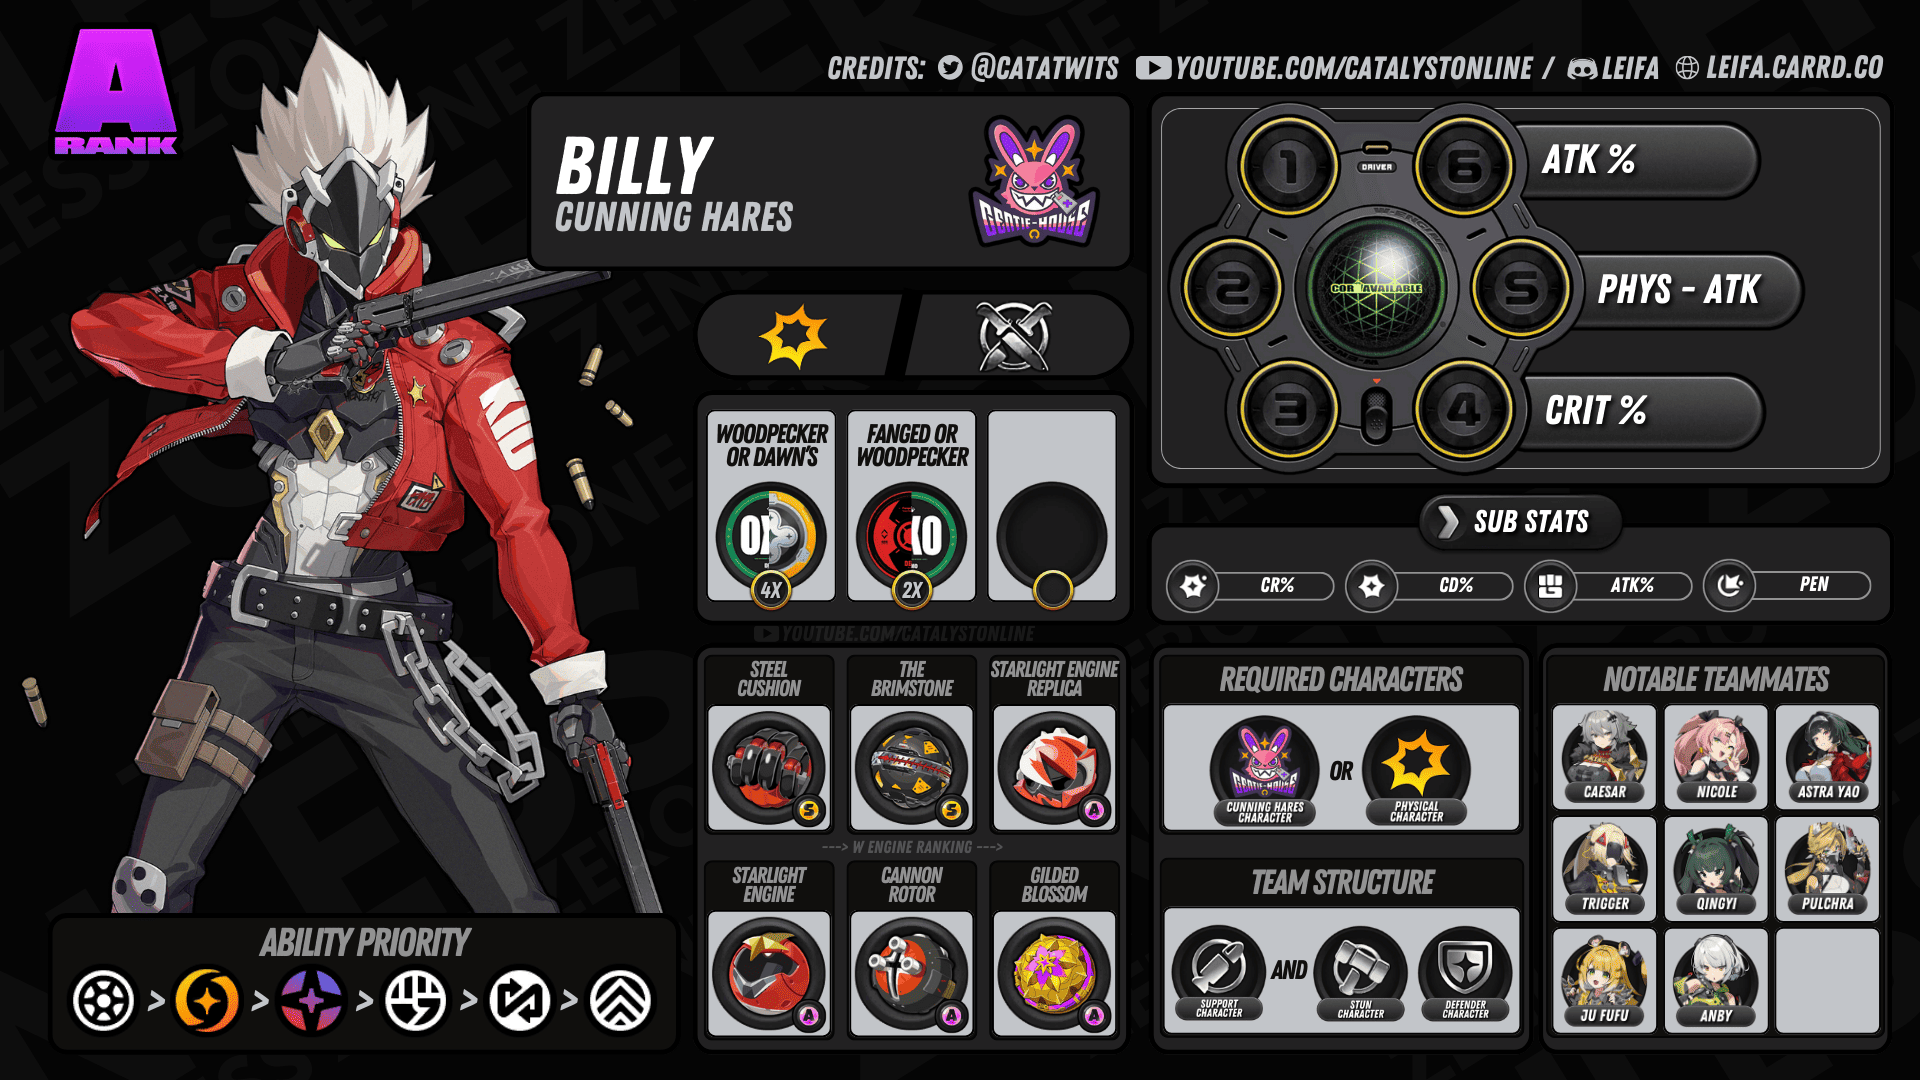 A
RANK
CREDITS: @CATATWITS YOUTUBE.COM/CATALYSTONLINE / LEIFA LEIFA.CARRD.CO
BILLY
CUNNING HARES
GENTLE-HOUSE
1
6
DRIVER
ATK %
2
5
PHYS - ATK
3
4
CRIT %
WOODPECKER
OR DAWN'S
4X
FANGED OR
WOODPECKER
2X
SUB STATS
CR%
CD%
ATK%
PEN
YOUTUBE.COM/CATALYSTONLINE
STEEL
CUSHION
S
THE
BRIMSTONE
S
STARLIGHT ENGINE
REPLICA
A
---> W ENGINE RANKING --->
STARLIGHT
ENGINE
A
CANNON
ROTOR
A
GILDED
BLOSSOM
A
REQUIRED CHARACTERS
CUNNING HARES
CHARACTER
OR
PHYSICAL
CHARACTER
TEAM STRUCTURE
SUPPORT
CHARACTER
AND
STUN
CHARACTER
DEFENDER
CHARACTER
NOTABLE TEAMMATES
CAESAR
NICOLE
ASTRA YAO
TRIGGER
QINGYI
PULCHRA
JU FUFU
ANBY
ABILITY PRIORITY
> > > > >